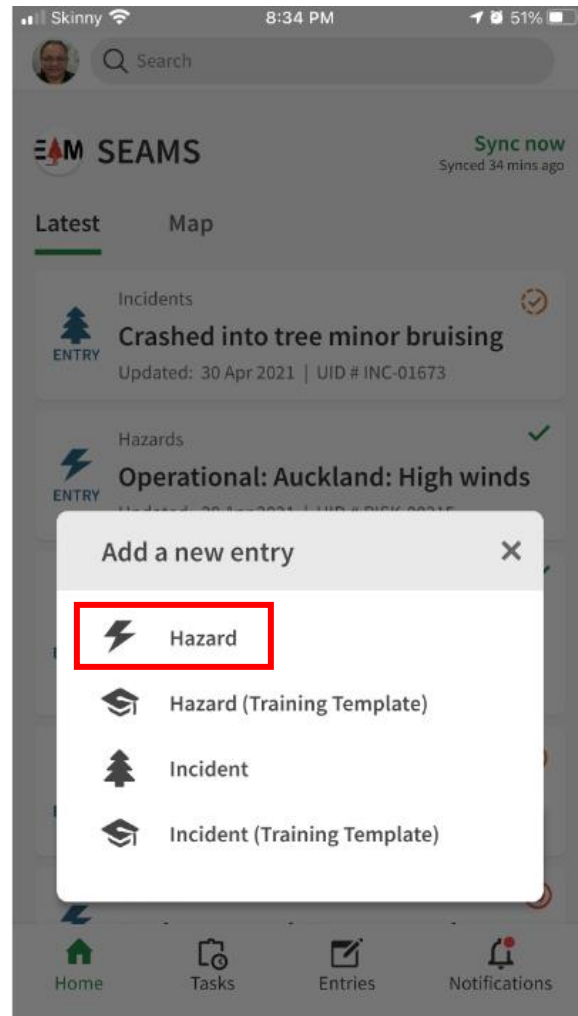 Skinny 8:34 PM 51%
Search
EAM SEAMS Sync now
Synced 34 mins ago
Latest Map
Incidents
Crashed into tree minor bruising
ENTRY
Updated: 30 Apr 2021 | UID # INC-01673
Hazards
Operational: Auckland: High winds
ENTRY
Add a new entry
Hazard
Hazard (Training Template)
Incident
Incident (Training Template)
Home Tasks Entries Notifications